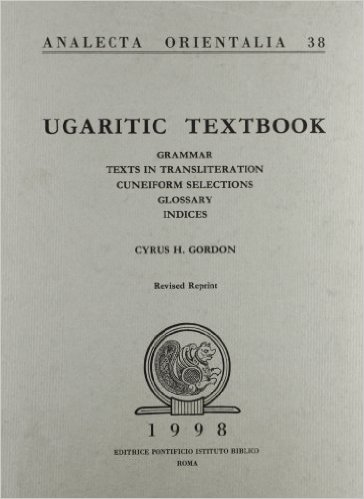 ANALECTA ORIENTALIA 38
UGARITIC TEXTBOOK
GRAMMAR
TEXTS IN TRANSLITERATION
CUNEIFORM SELECTIONS
GLOSSARY
INDICES
CYRUS H. GORDON
Revised Reprint
1998
EDITRICE PONTIFICIO ISTITUTO BIBLICO
ROMA